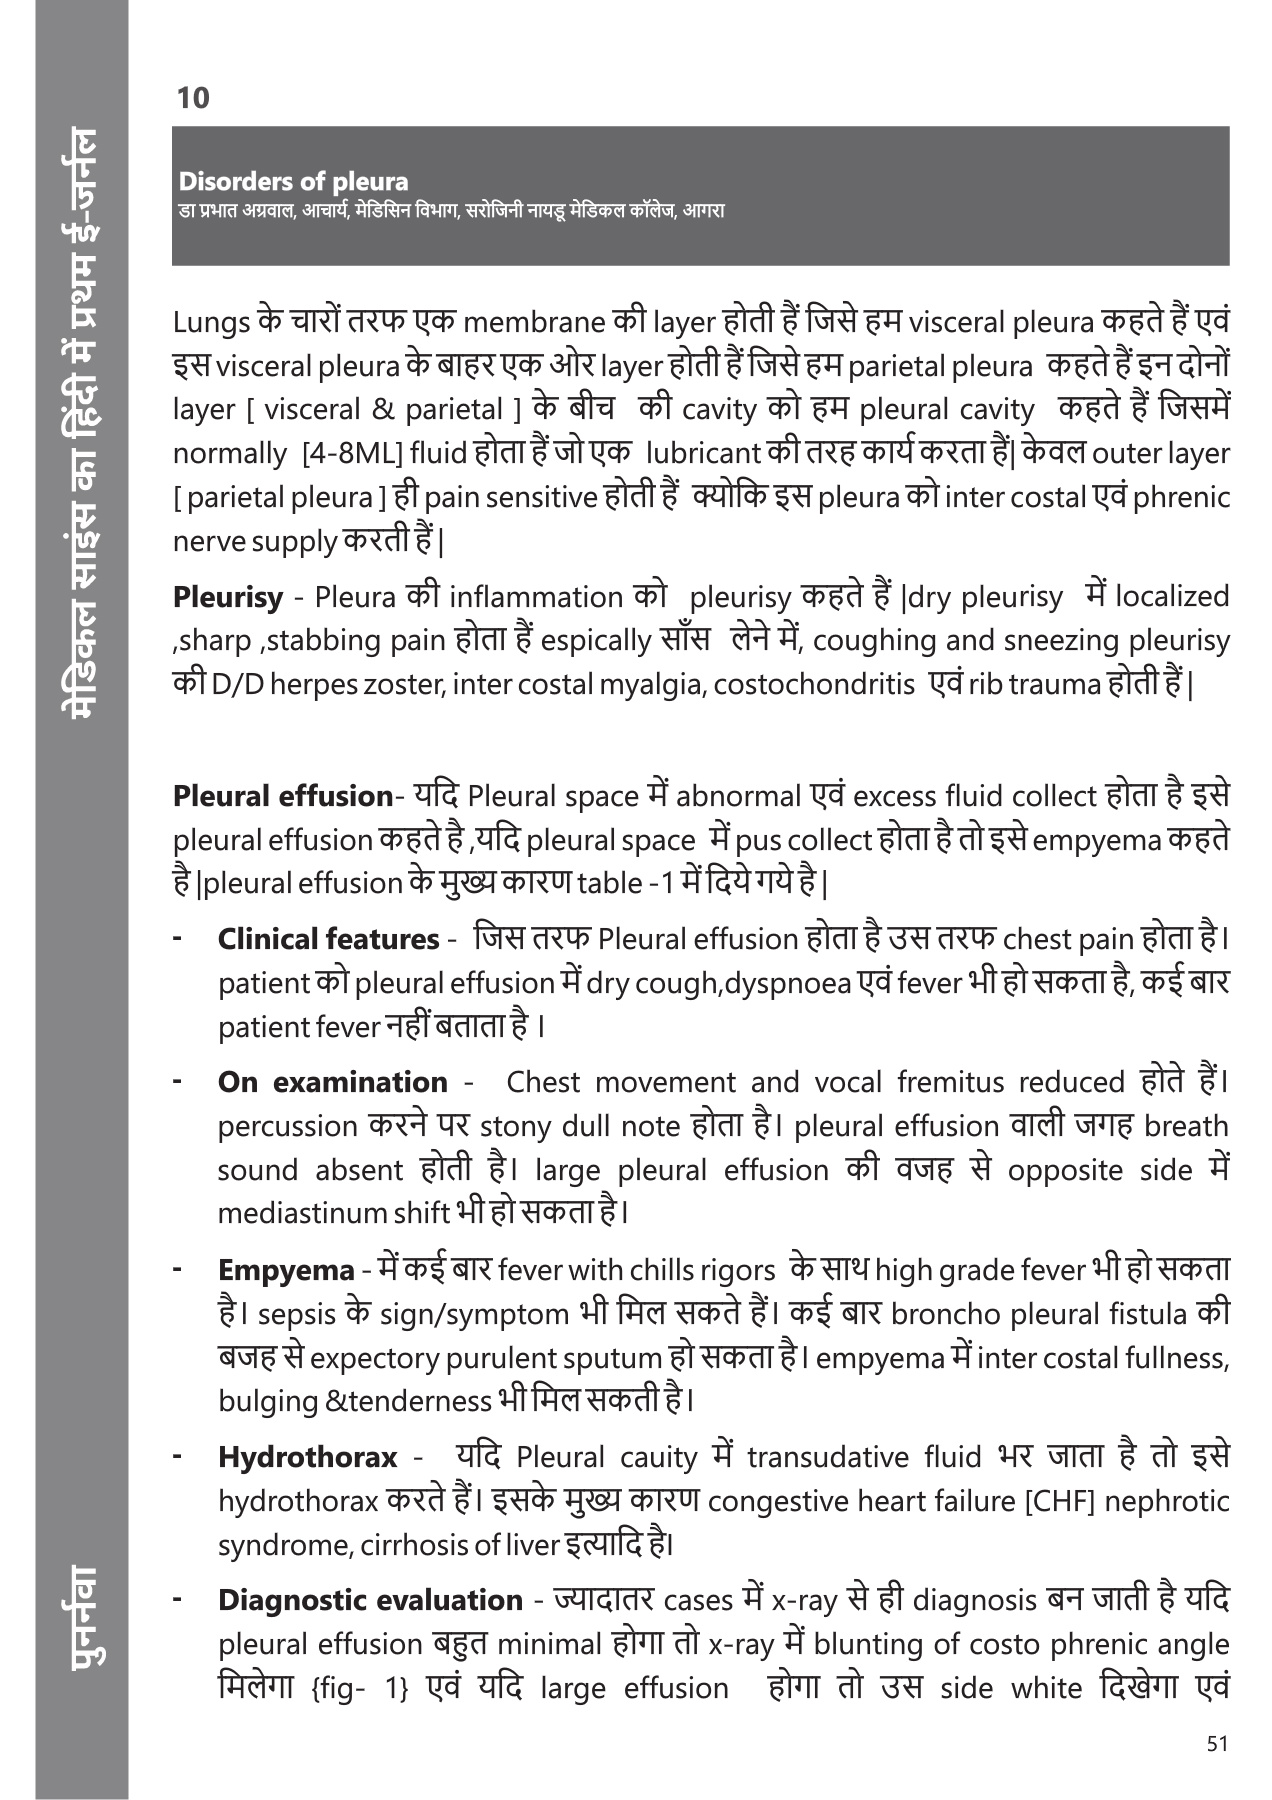 मेडिकल साइंस का हिंदी में प्रथम ई-जर्नल
पुनर्नवा
10
Disorders of pleura
डा प्रभात अग्रवाल, आचार्य, मेडिसिन विभाग, सरोजिनी नायडू मेडिकल कॉलेज, आगरा
Lungs के चारों तरफ एक membrane की layer होती हैं जिसे हम visceral pleura कहते हैं एवं
इस visceral pleura के बाहर एक ओर layer होती हैं जिसे हम parietal pleura कहते हैं इन दोनों
layer [ visceral & parietal ] के बीच की cavity को हम pleural cavity कहते हैं जिसमें
normally [4-8ML] fluid होता हैं जो एक lubricant की तरह कार्य करता हैं| केवल outer layer
[ parietal pleura ] ही pain sensitive होती हैं क्योकि इस pleura को inter costal एवं phrenic
nerve supply करती हैं |
Pleurisy - Pleura की inflammation को pleurisy कहते हैं |dry pleurisy में localized
,sharp ,stabbing pain होता हैं espically साँस लेने में, coughing and sneezing pleurisy
की D/D herpes zoster, inter costal myalgia, costochondritis एवं rib trauma होती हैं |
Pleural effusion- यदि Pleural space में abnormal एवं excess fluid collect होता है इसे
pleural effusion कहते है ,यदि pleural space में pus collect होता है तो इसे empyema कहते
है |pleural effusion के मुख्य कारण table -1 में दिये गये है |
- Clinical features - जिस तरफ Pleural effusion होता है उस तरफ chest pain होता है।
patient को pleural effusion में dry cough,dyspnoea एवं fever भी हो सकता है, कई बार
patient fever नहीं बताता है ।
- On examination - Chest movement and vocal fremitus reduced होते हैं।
percussion करने पर stony dull note होता है। pleural effusion वाली जगह breath
sound absent होती है। large pleural effusion की वजह से opposite side में
mediastinum shift भी हो सकता है।
- Empyema - में कई बार fever with chills rigors के साथ high grade fever भी हो सकता
है। sepsis के sign/symptom भी मिल सकते हैं। कई बार broncho pleural fistula की
बजह से expectory purulent sputum हो सकता है। empyema में inter costal fullness,
bulging &tenderness भी मिल सकती है।
- Hydrothorax - यदि Pleural cauity में transudative fluid भर जाता है तो इसे
hydrothorax करते हैं। इसके मुख्य कारण congestive heart failure [CHF] nephrotic
syndrome, cirrhosis of liver इत्यादि है।
- Diagnostic evaluation - ज्यादातर cases में x-ray से ही diagnosis बन जाती है यदि
pleural effusion बहुत minimal होगा तो x-ray में blunting of costo phrenic angle
मिलेगा {fig- 1} एवं यदि large effusion होगा तो उस side white दिखेगा एवं
51